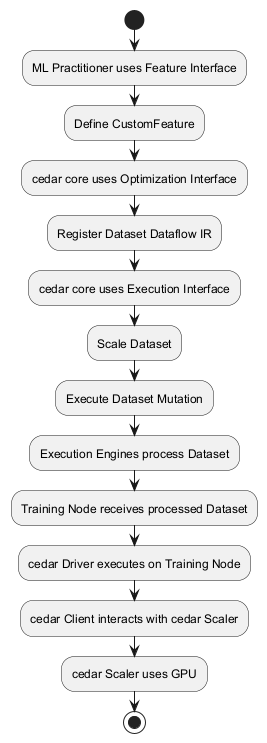 ML Practitioner uses Feature Interface
Define CustomFeature
cedar core uses Optimization Interface
Register Dataset Dataflow IR
cedar core uses Execution Interface
Scale Dataset
Execute Dataset Mutation
Execution Engines process Dataset
Training Node receives processed Dataset
cedar Driver executes on Training Node
cedar Client interacts with cedar Scaler
cedar Scaler uses GPU